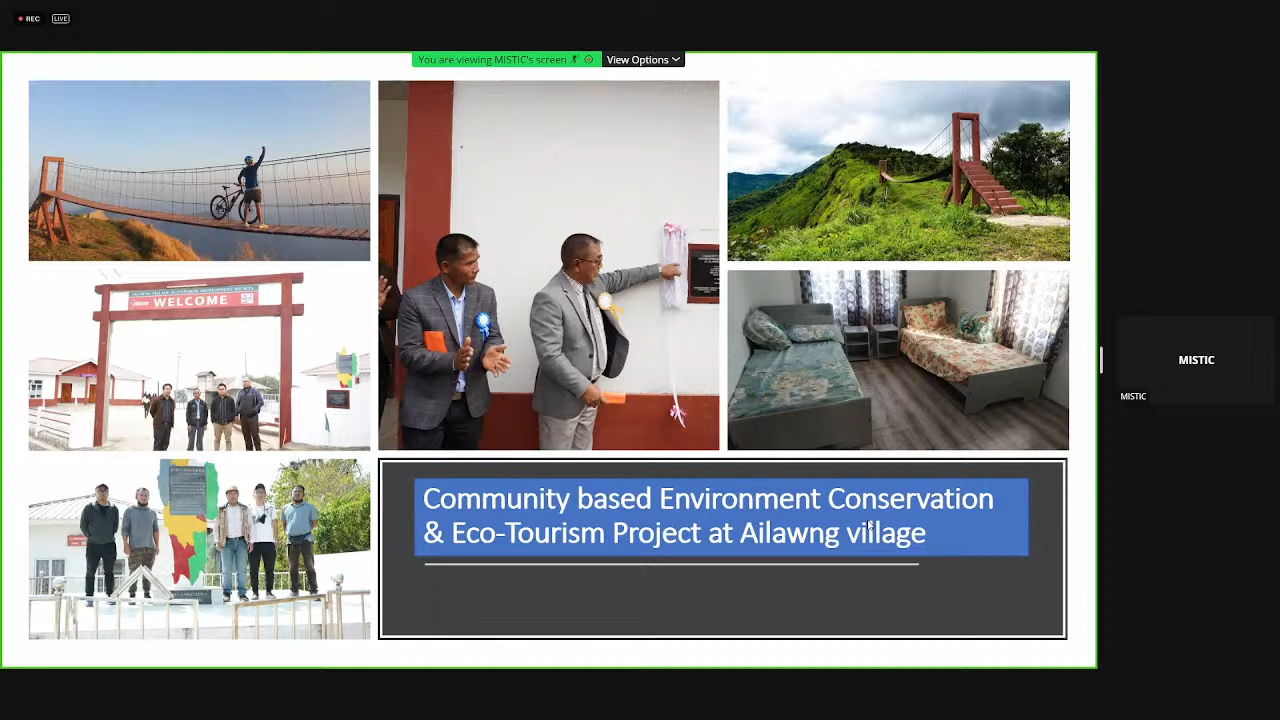 REC
LIVE
You are viewing MISTIC's screen
View Options
WELCOME
Community based Environment Conservation
& Eco-Tourism Project at Ailawng village
MISTIC
MISTIC